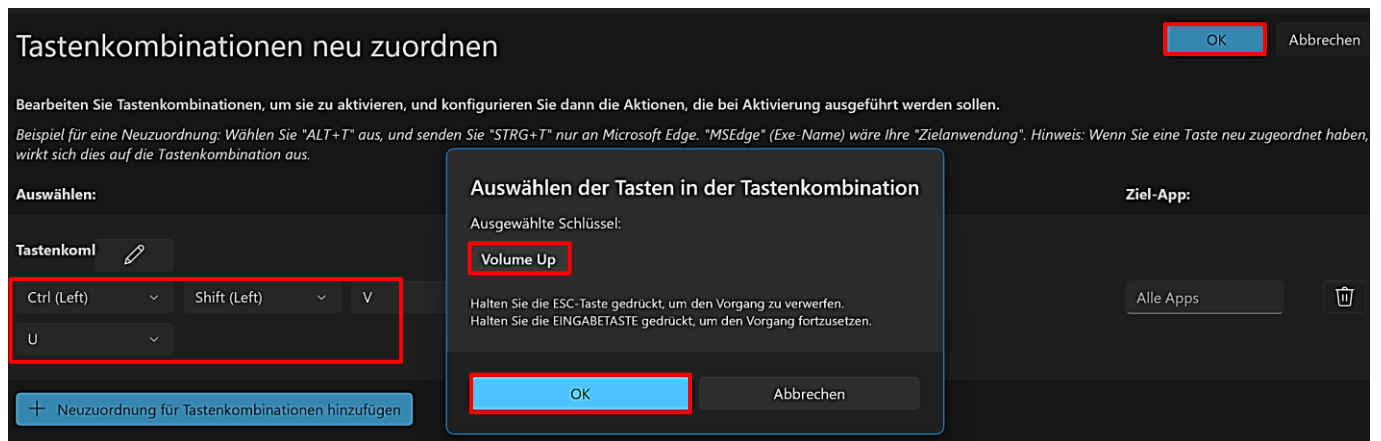 Tastenkombinationen neu zuordnen
OK
Abbrechen
Bearbeiten Sie Tastenkombinationen, um sie zu aktivieren, und konfigurieren Sie dann die Aktionen, die bei Aktivierung ausgeführt werden sollen.
Beispiel für eine Neuzuordnung: Wählen Sie "ALT+T" aus, und senden Sie "STRG+T" nur an Microsoft Edge. "MSEdge" (Exe-Name) wäre Ihre "Zielanwendung". Hinweis: Wenn Sie eine Taste neu zugeordnet haben,
wirkt sich dies auf die Tastenkombination aus.
Auswählen:
Ziel-App:
Tastenkoml
Ctrl (Left)
Shift (Left)
V
U
Alle Apps
+ Neuzuordnung für Tastenkombinationen hinzufügen
Auswählen der Tasten in der Tastenkombination
Ausgewählte Schlüssel:
Volume Up
Halten Sie die ESC-Taste gedrückt, um den Vorgang zu verwerfen.
Halten Sie die EINGABETASTE gedrückt, um den Vorgang fortzusetzen.
OK
Abbrechen